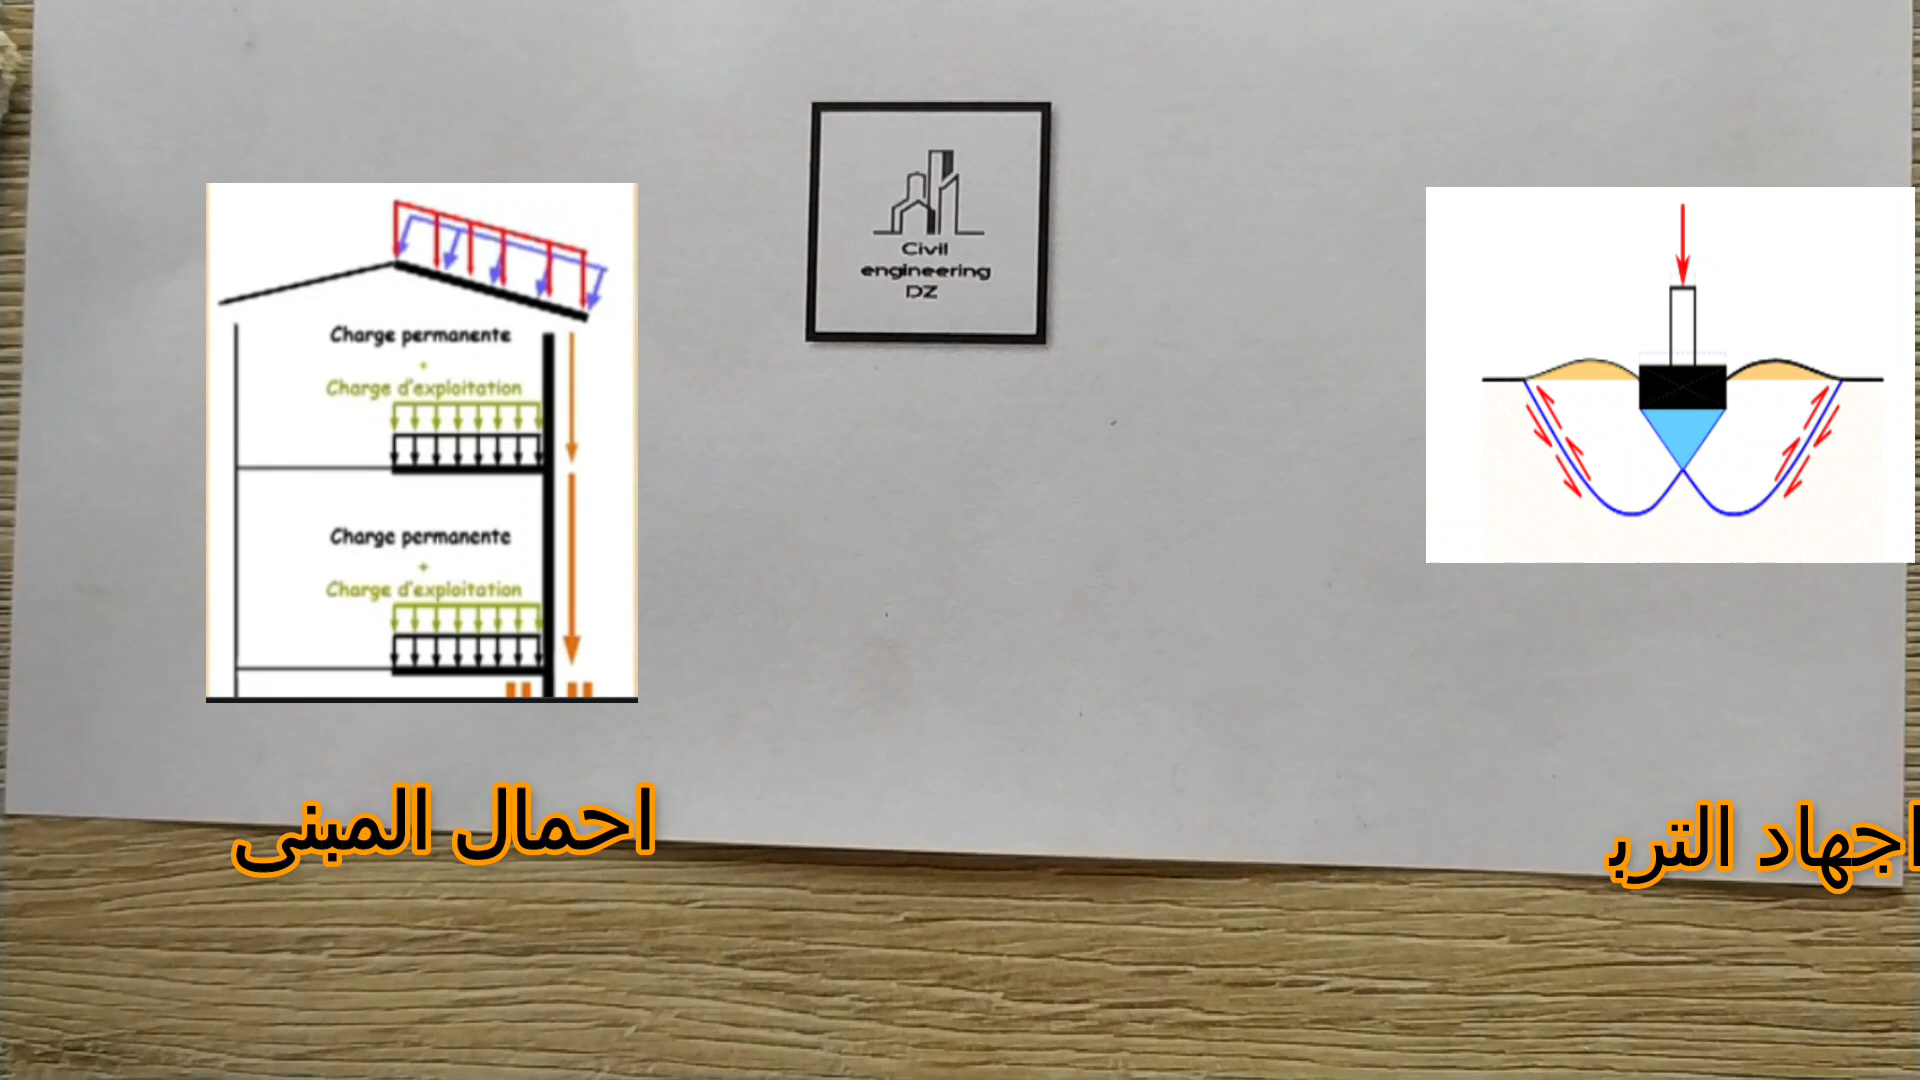 Civil
engineering
DZ
Charge permanente
+
Charge d'exploitation
Charge permanente
+
Charge d'exploitation
احمال المبنى
اجهاد الترب